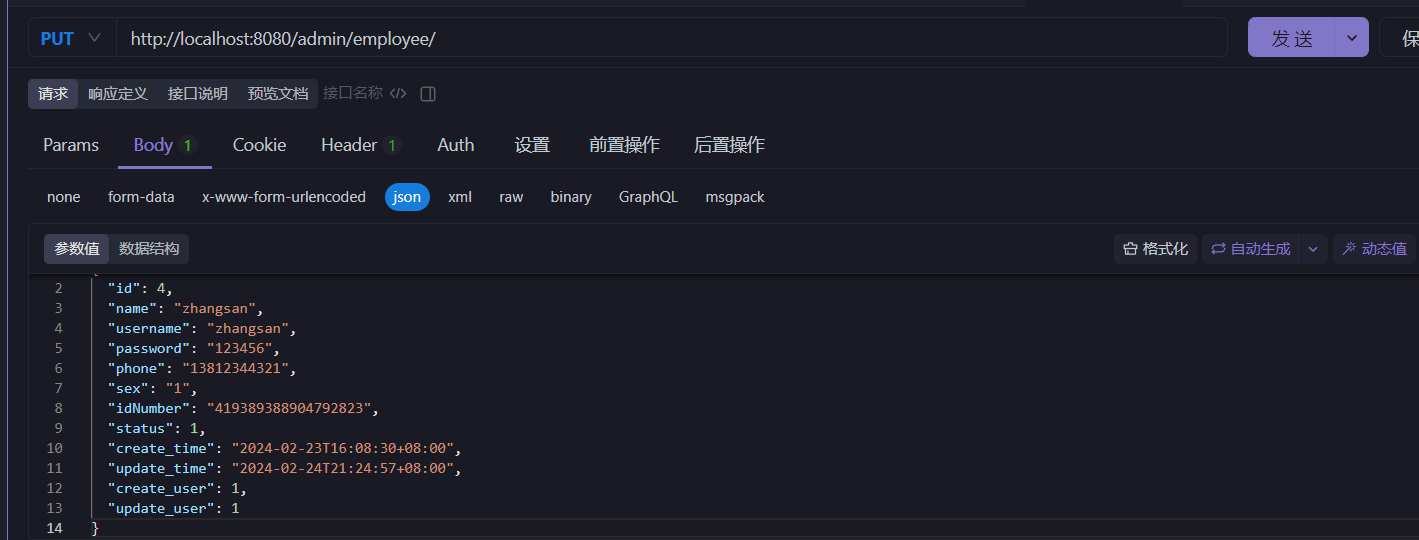 PUT http://localhost:8080/admin/employee/ 发 送 保
请求 响应定义 接口说明 预览文档 接口名称 </>
Params Body 1 Cookie Header 1 Auth 设置 前置操作 后置操作
none form-data x-www-form-urlencoded json xml raw binary GraphQL msgpack
参数值 数据结构 格式化 自动生成 动态值
2 "id": 4,
3 "name": "zhangsan",
4 "username": "zhangsan",
5 "password": "123456",
6 "phone": "13812344321",
7 "sex": "1",
8 "idNumber": "419389388904792823",
9 "status": 1,
10 "create_time": "2024-02-23T16:08:30+08:00",
11 "update_time": "2024-02-24T21:24:57+08:00",
12 "create_user": 1,
13 "update_user": 1
14 }